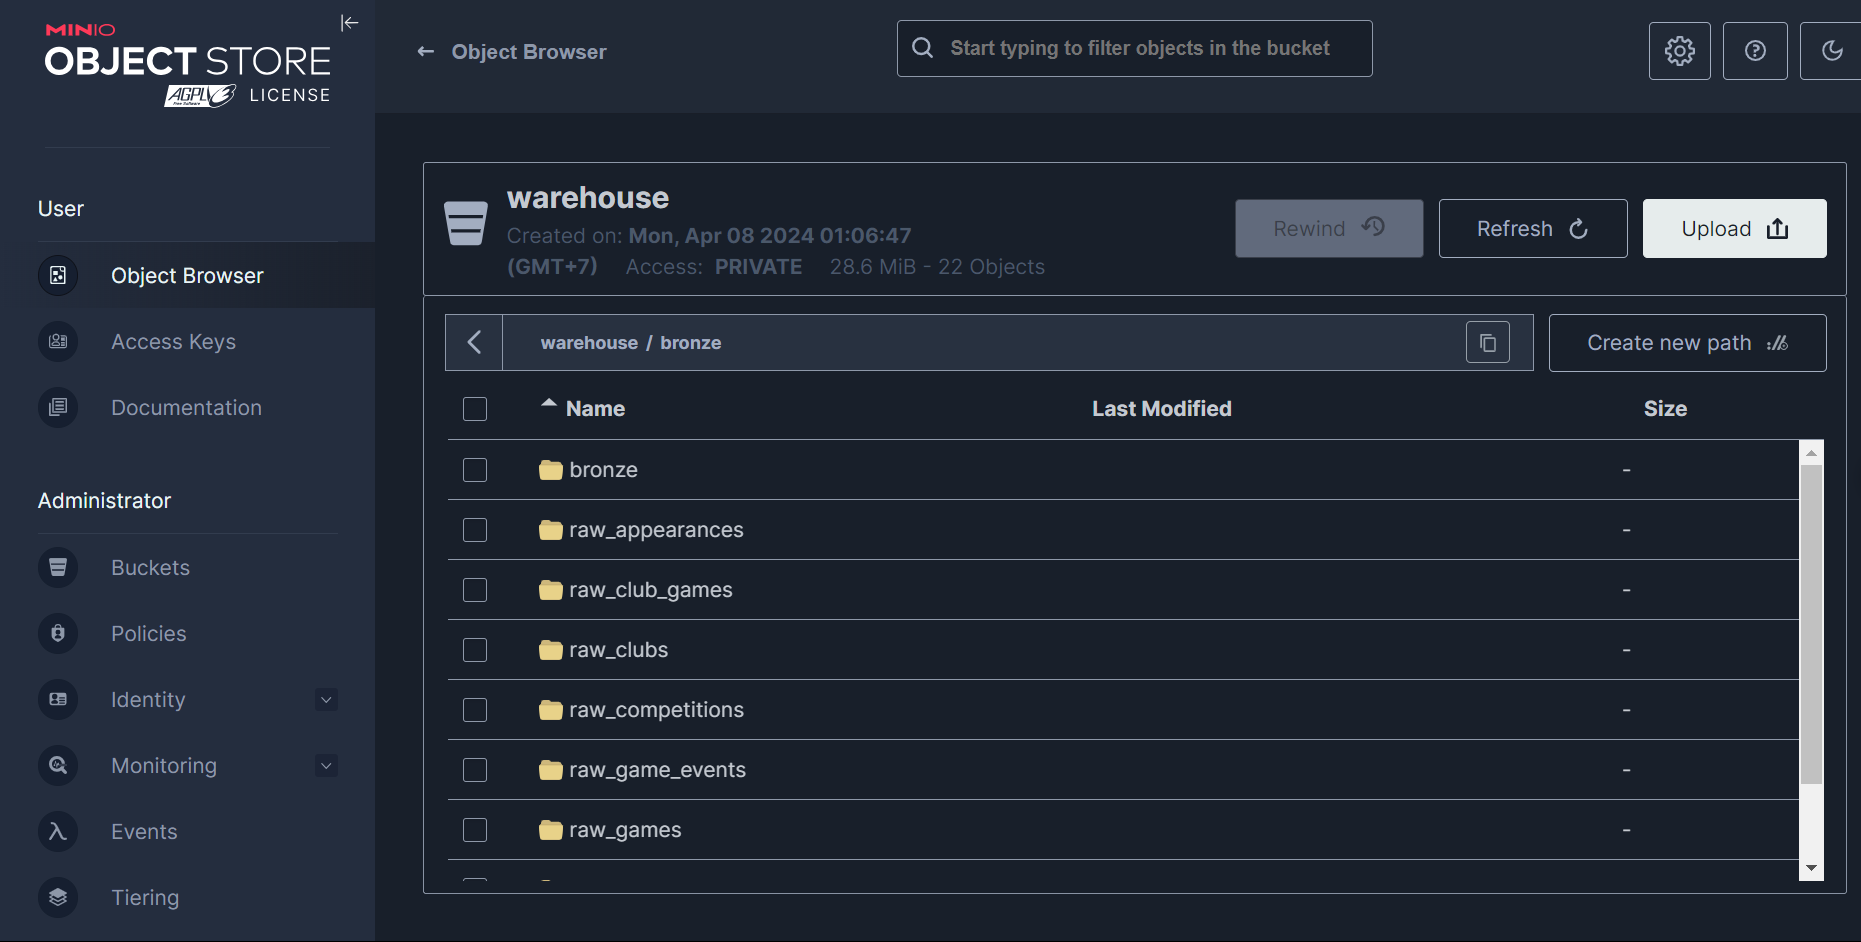 MINIO
OBJECT STORE
AGPLv3 LICENSE
Free Software
User
Object Browser
Access Keys
Documentation
Administrator
Buckets
Policies
Identity
Monitoring
Events
Tiering
← Object Browser
Start typing to filter objects in the bucket
warehouse
Created on: Mon, Apr 08 2024 01:06:47
(GMT+7) Access: PRIVATE 28.6 MiB - 22 Objects
Rewind
Refresh
Upload
warehouse / bronze
Create new path
Name Last Modified Size
bronze -
raw_appearances -
raw_club_games -
raw_clubs -
raw_competitions -
raw_game_events -
raw_games -